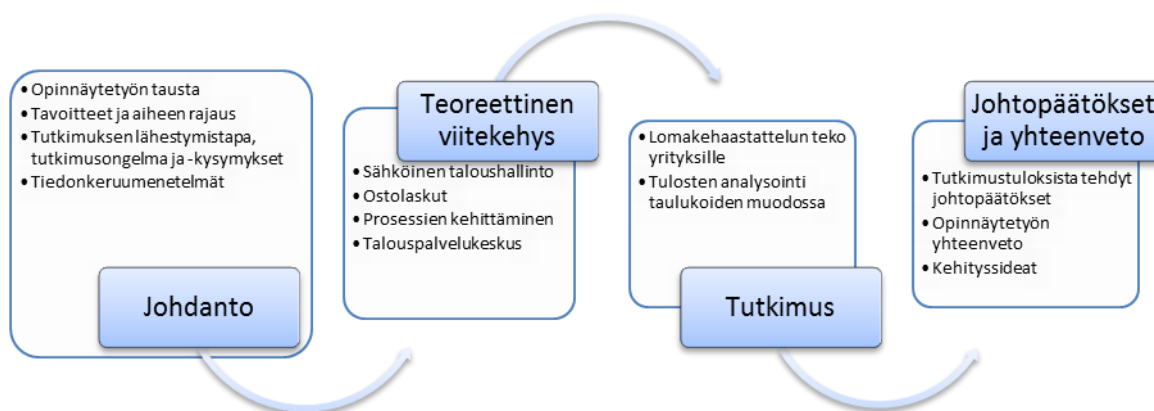 • Opinnäytetyön tausta
• Tavoitteet ja aiheen rajaus
• Tutkimuksen lähestymistapa,
tutkimusongelma ja -kysymykset
• Tiedonkeruumenetelmät
Johdanto
Teoreettinen
viitekehys
• Sähköinen taloushallinto
• Ostolaskut
• Prosessien kehittäminen
• Talouspalvelukeskus
• Lomakehaastattelun teko
yrityksille
• Tulosten analysointi
taulukoiden muodossa
Tutkimus
Johtopäätökset
ja yhteenveto
• Tutkimustuloksista tehdyt
johtopäätökset
• Opinnäytetyön
yhteenveto
• Kehityssideat